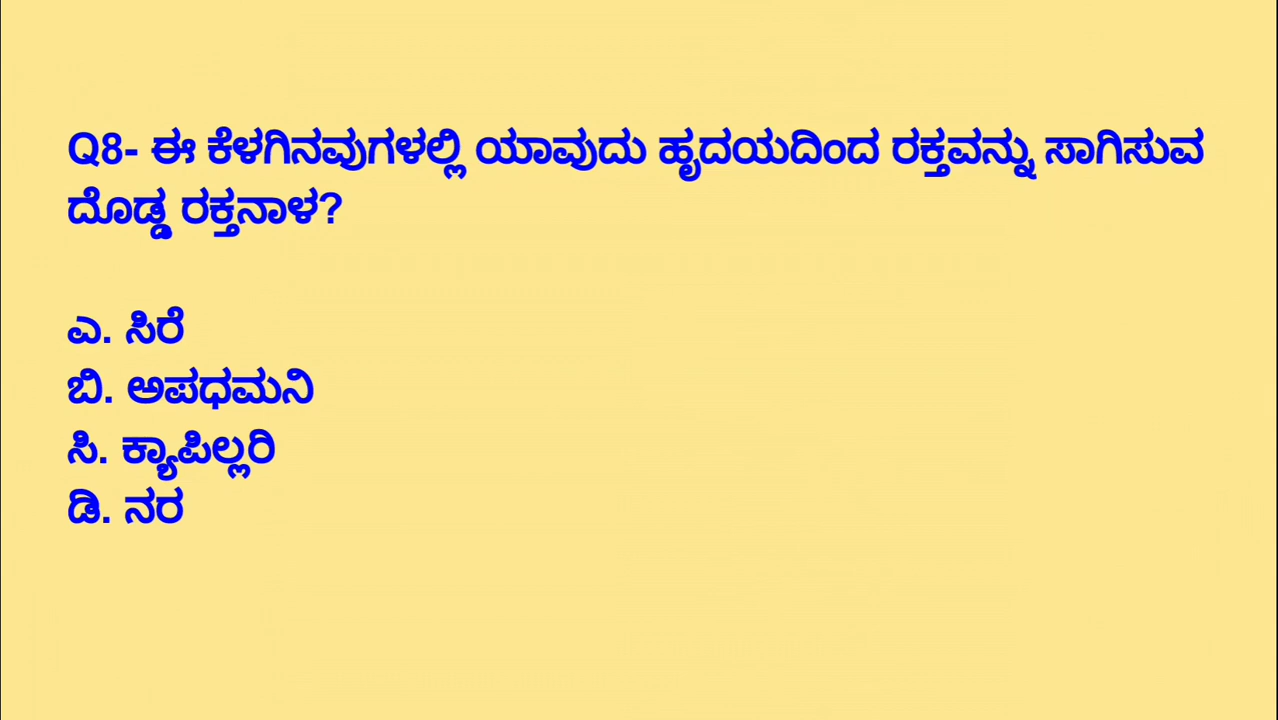 Q8- ಈ ಕೆಳಗಿನವುಗಳಲ್ಲಿ ಯಾವುದು ಹೃದಯದಿಂದ ರಕ್ತವನ್ನು ಸಾಗಿಸುವ
ದೊಡ್ಡ ರಕ್ತನಾಳ?
ಎ. ಸಿರೆ
ಬಿ. ಅಪಧಮನಿ
ಸಿ. ಕ್ಯಾಪಿಲ್ಲರಿ
ಡಿ. ನರ